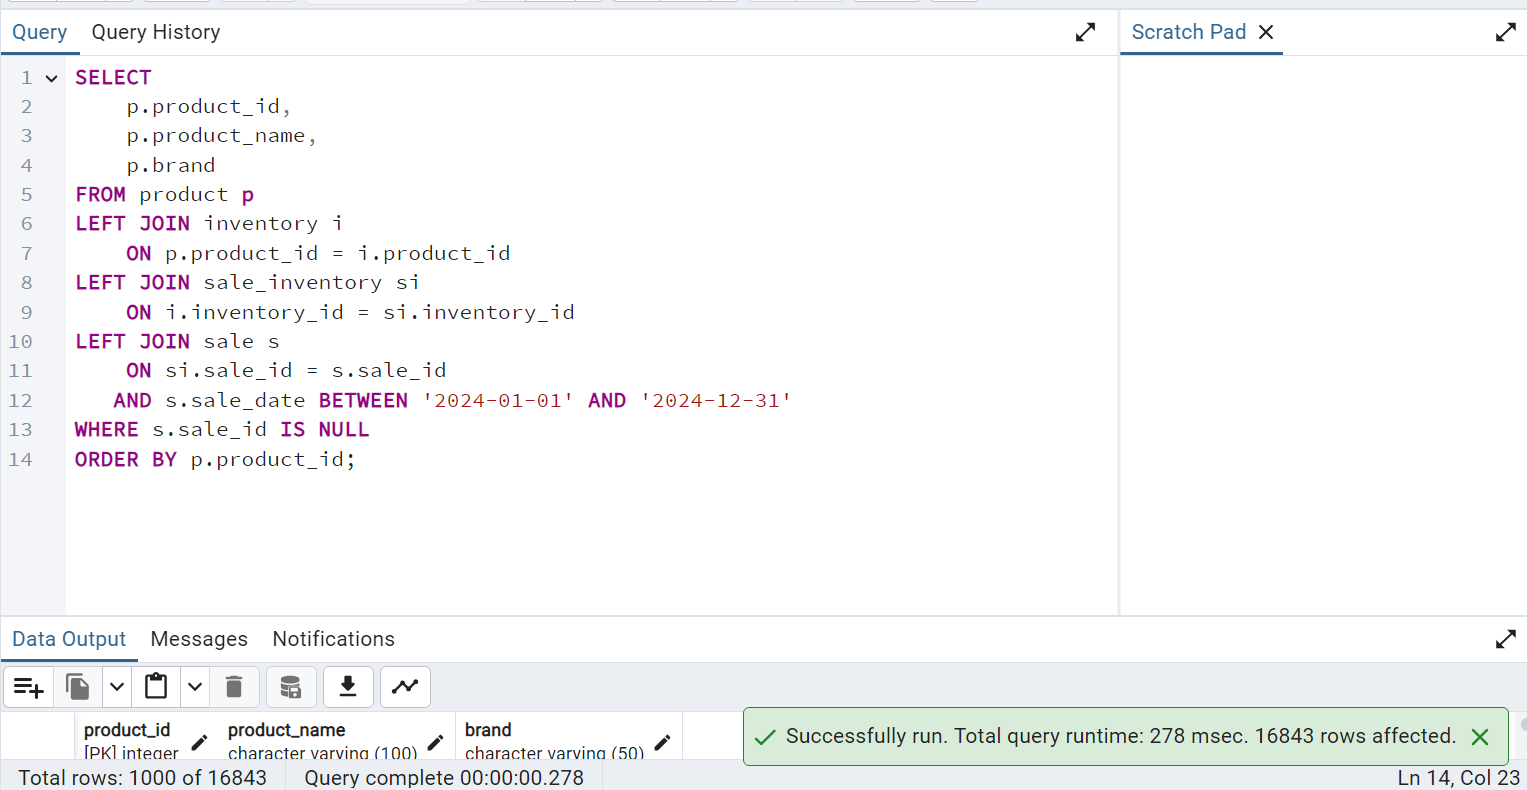 Query Query History
Scratch Pad
1 SELECT
2 p.product_id,
3 p.product_name,
4 p.brand
5 FROM product p
6 LEFT JOIN inventory i
7 ON p.product_id = i.product_id
8 LEFT JOIN sale_inventory si
9 ON i.inventory_id = si.inventory_id
10 LEFT JOIN sale s
11 ON si.sale_id = s.sale_id
12 AND s.sale_date BETWEEN '2024-01-01' AND '2024-12-31'
13 WHERE s.sale_id IS NULL
14 ORDER BY p.product_id;
Data Output Messages Notifications
product_id product_name brand
[PK] integer character varying (100) character varying (50)
Successfully run. Total query runtime: 278 msec. 16843 rows affected.
Total rows: 1000 of 16843 Query complete 00:00:00.278 Ln 14, Col 23